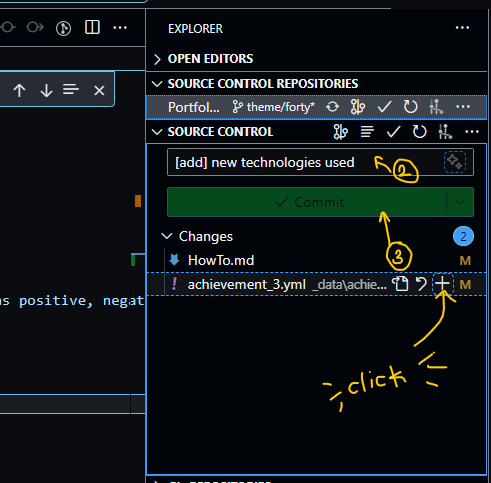 EXPLORER
OPEN EDITORS
SOURCE CONTROL REPOSITORIES
Portfol... theme/forty*
SOURCE CONTROL
[add] new technologies used
2
Commit
Changes 2
3
HowTo.md M
achievement_3.yml _data\achie... M
s positive, negat
click